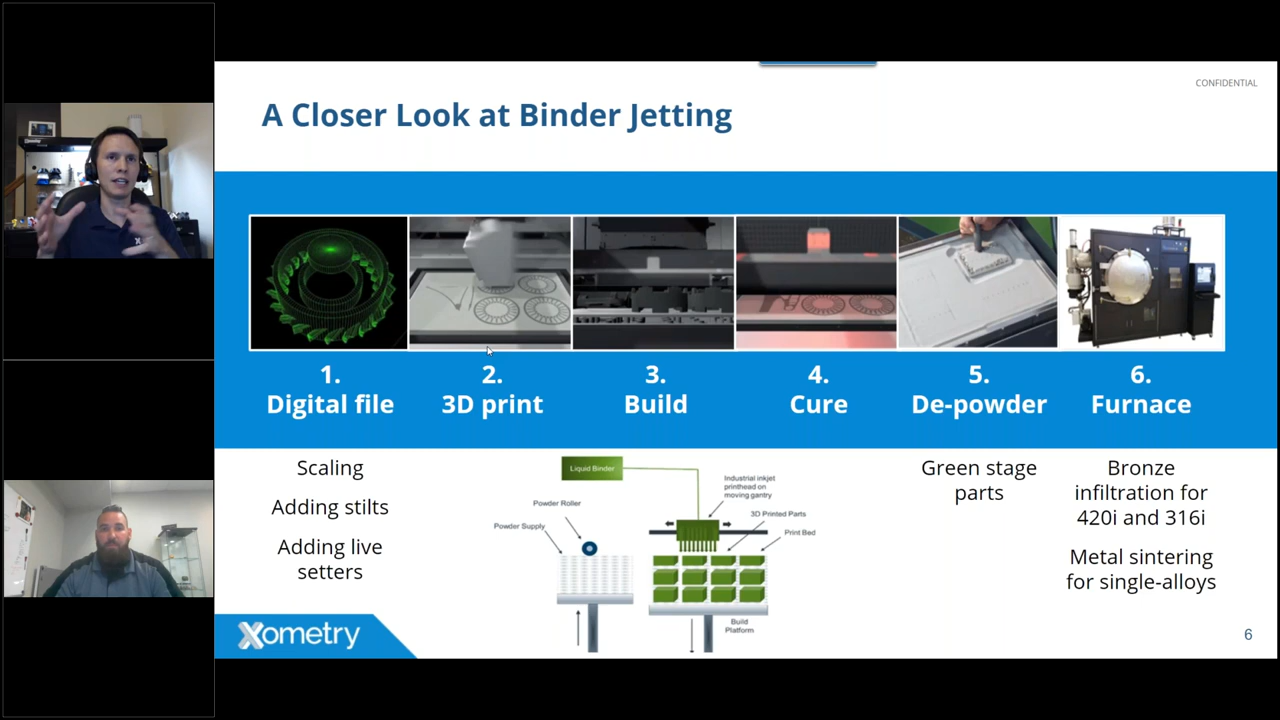 CONFIDENTIAL
A Closer Look at Binder Jetting
1.
Digital file
2.
3D print
3.
Build
4.
Cure
5.
De-powder
6.
Furnace
Scaling
Adding stilts
Adding live
setters
Liquid Binder
Powder Roller
Powder Supply
Industrial inkjet
printhead on
moving gantry
3D Printed Parts
Print Bed
Build
Platform
Green stage
parts
Bronze
infiltration for
420i and 316i
Metal sintering
for single-alloys
Xometry
6